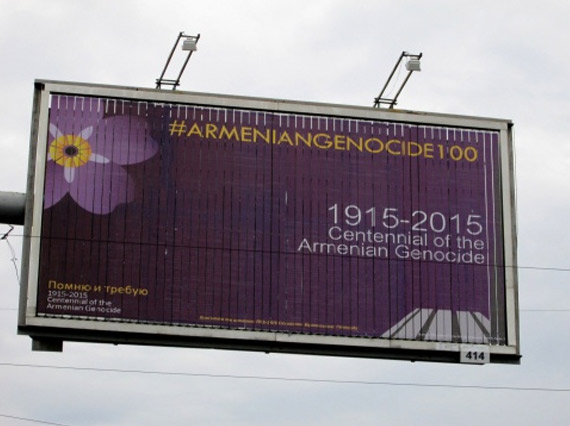 #ARMENIANGENOCIDE100
1915-2015
Centennial of the
Armenian Genocide
Помню и требую
1915-2015
Centennial of the
Armenian Genocide
414